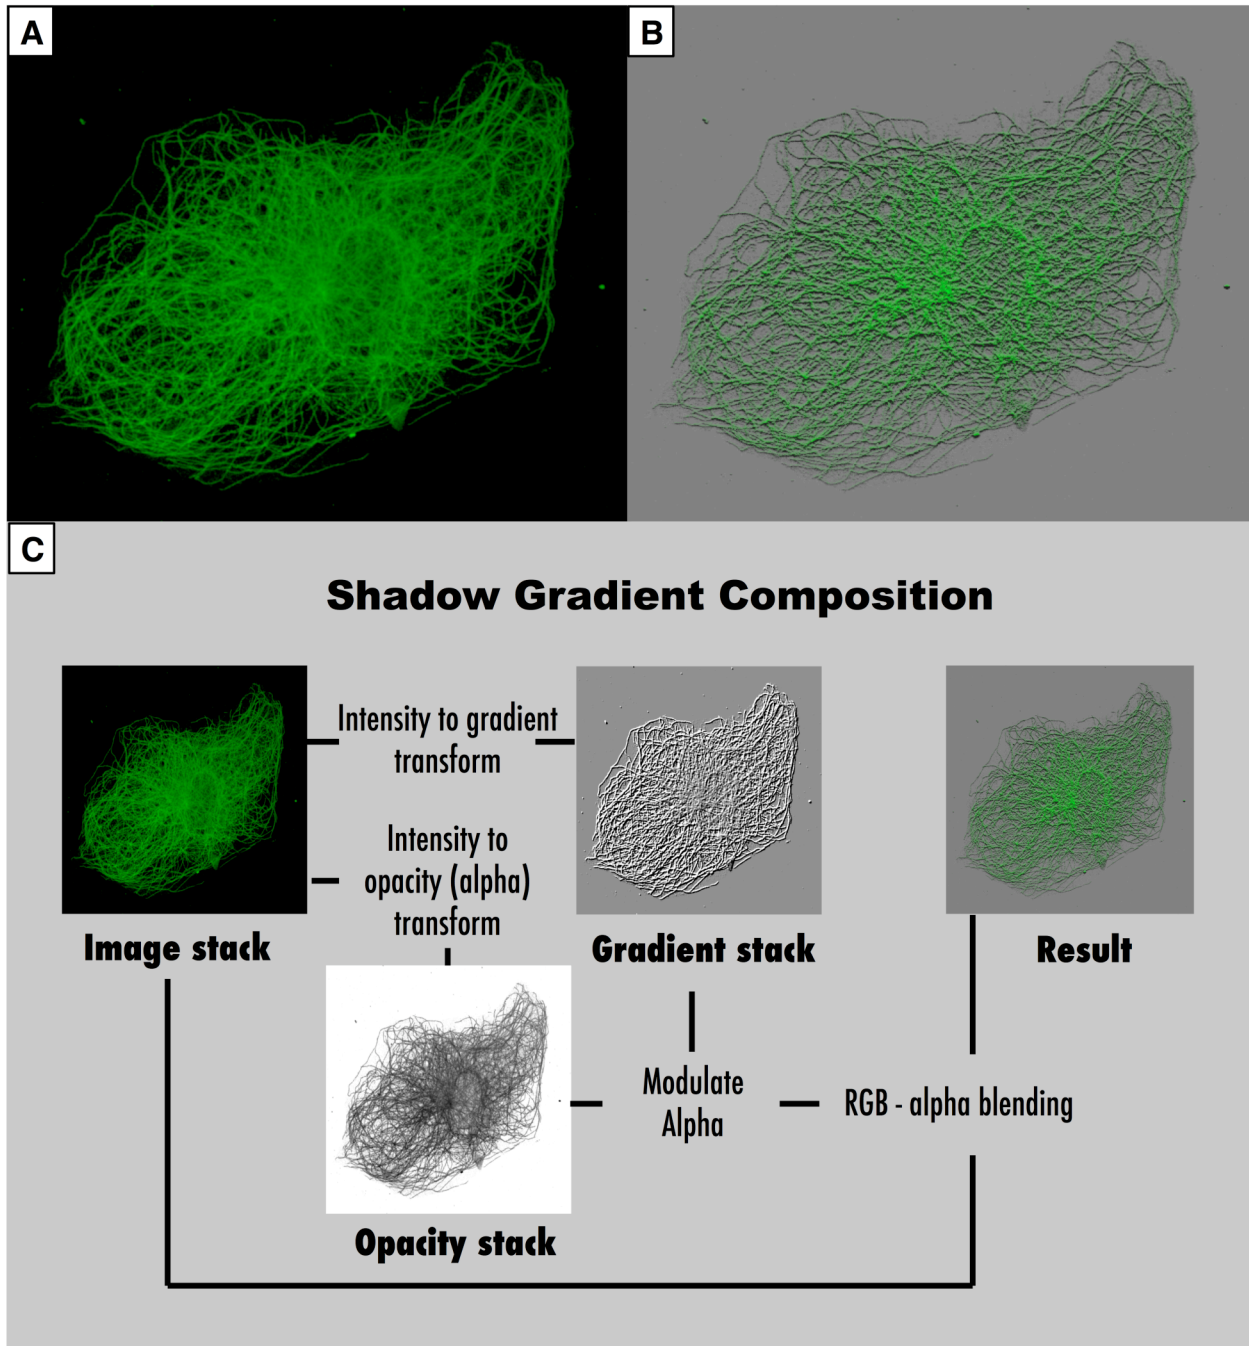 A
B
C
Shadow Gradient Composition
Intensity to gradient
transform
Intensity to
opacity (alpha)
transform
Image stack
Gradient stack
Result
Modulate
Alpha
RGB - alpha blending
Opacity stack